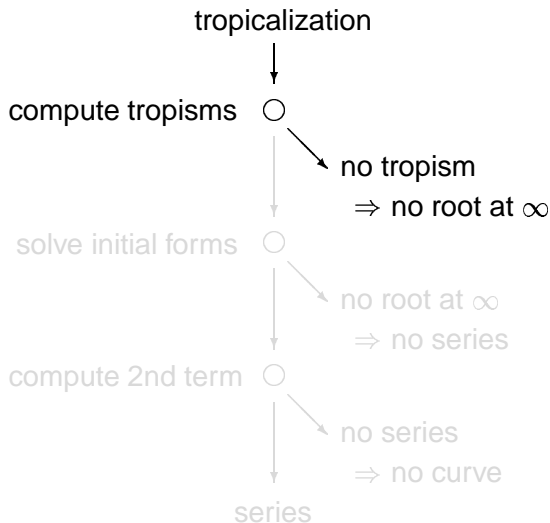 tropicalization
compute tropisms
no tropism
⇒ no root at ∞
solve initial forms
no root at ∞
⇒ no series
compute 2nd term
no series
⇒ no curve
series